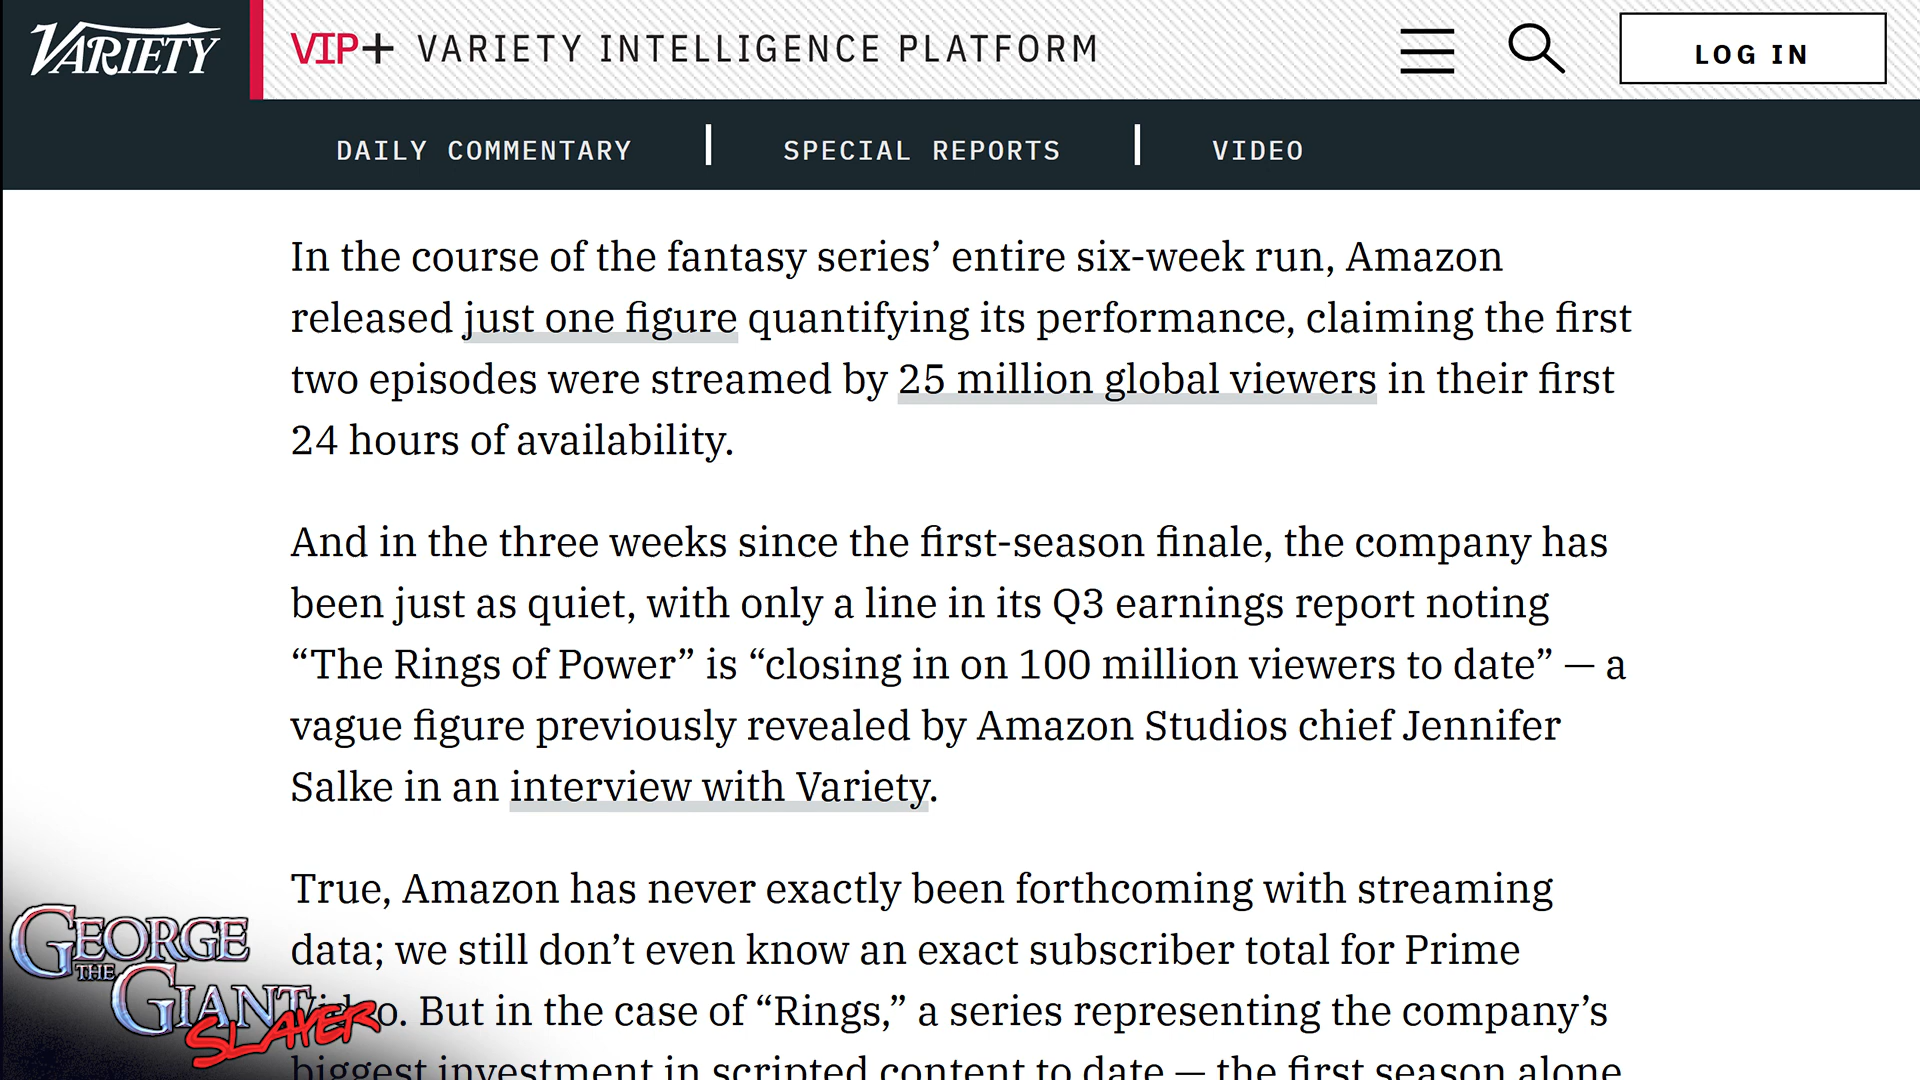 VARIETY
VIP+ VARIETY INTELLIGENCE PLATFORM
LOG IN
DAILY COMMENTARY
SPECIAL REPORTS
VIDEO
In the course of the fantasy series’ entire six-week run, Amazon
released just one figure quantifying its performance, claiming the first
two episodes were streamed by 25 million global viewers in their first
24 hours of availability.
And in the three weeks since the first-season finale, the company has
been just as quiet, with only a line in its Q3 earnings report noting
“The Rings of Power” is “closing in on 100 million viewers to date” — a
vague figure previously revealed by Amazon Studios chief Jennifer
Salke in an interview with Variety.
True, Amazon has never exactly been forthcoming with streaming
data; we still don’t even know an exact subscriber total for Prime
Video. But in the case of “Rings,” a series representing the company’s
biggest investment in scripted content to date — the first season alone
GEORGE
THE
GIANT
SLAYER